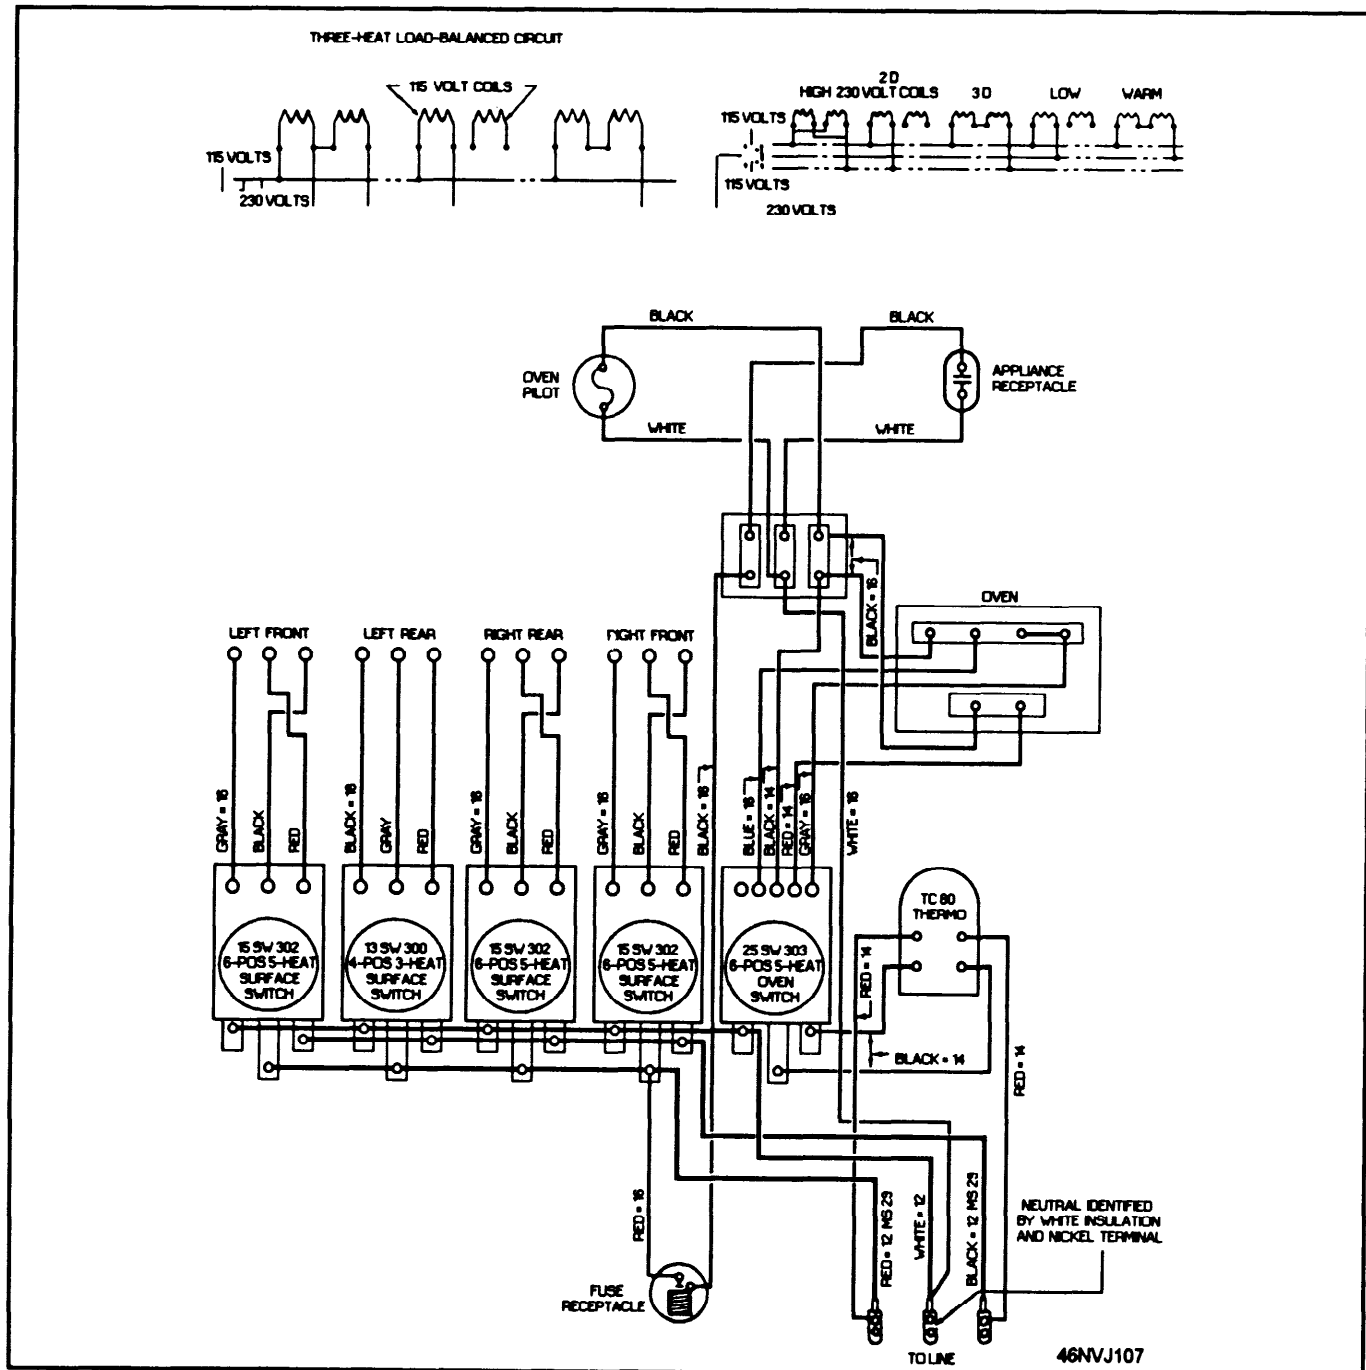 THREE-HEAT LOAD-BALANCED CIRCUIT
115 VOLT COILS
115 VOLTS
230 VOLTS
2D
HIGH 230 VOLT COILS
3D
LOW
WARM
115 VOLTS
115 VOLTS
230 VOLTS
BLACK
BLACK
OVEN
PILOT
APPLIANCE
RECEPTACLE
WHITE
WHITE
BLACK = 16
OVEN
LEFT FRONT
LEFT REAR
RIGHT REAR
RIGHT FRONT
GRAY = 16
BLACK
RED
BLACK = 16
GRAY
RED
GRAY = 16
BLACK
RED
GRAY = 16
BLACK
RED
BLACK = 16
BLUE = 16
BLACK = 14
RED = 14
GRAY = 16
WHITE = 16
15 SW 302
6-POS 5-HEAT
SURFACE
SWITCH
13 SW 300
4-POS 3-HEAT
SURFACE
SWITCH
15 SW 302
6-POS 5-HEAT
SURFACE
SWITCH
15 SW 302
6-POS 5-HEAT
SURFACE
SWITCH
25 SW 303
6-POS 5-HEAT
OVEN
SWITCH
TC 80
THERMO
RED = 14
BLACK = 14
RED = 14
RED = 16
RED = 12 MS 29
WHITE = 12
BLACK = 12 MS 29
NEUTRAL IDENTIFIED
BY WHITE INSULATION
AND NICKEL TERMINAL
FUSE
RECEPTACLE
TO LINE
46NVJ107